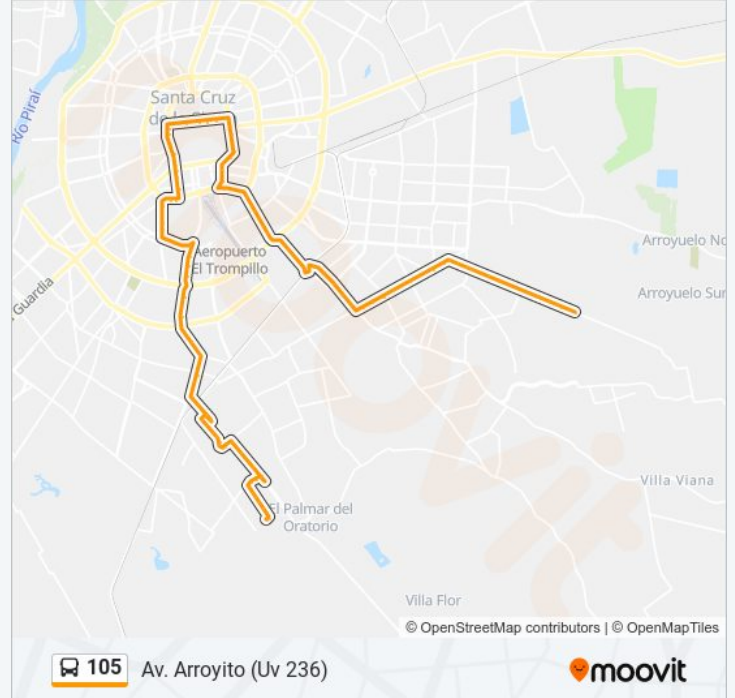 Santa Cruz
Río Piraí
Aeropuerto
El Trompillo
Arroyuelo No
Guardia
Arroyuelo Sur
Villa Viana
El Palmar del
Oratorio
Villa Flor
© OpenStreetMap contributors | © OpenMapTiles
105 Av. Arroyito (Uv 236)
moovit